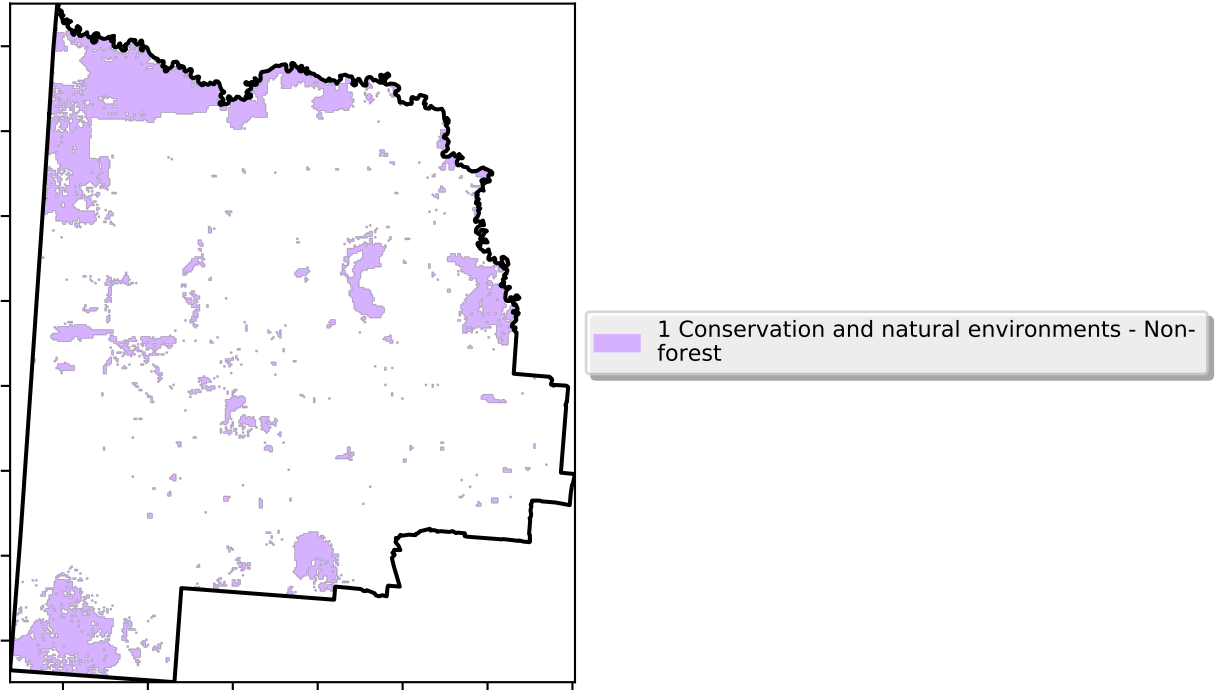 1 Conservation and natural environments - Non-
forest